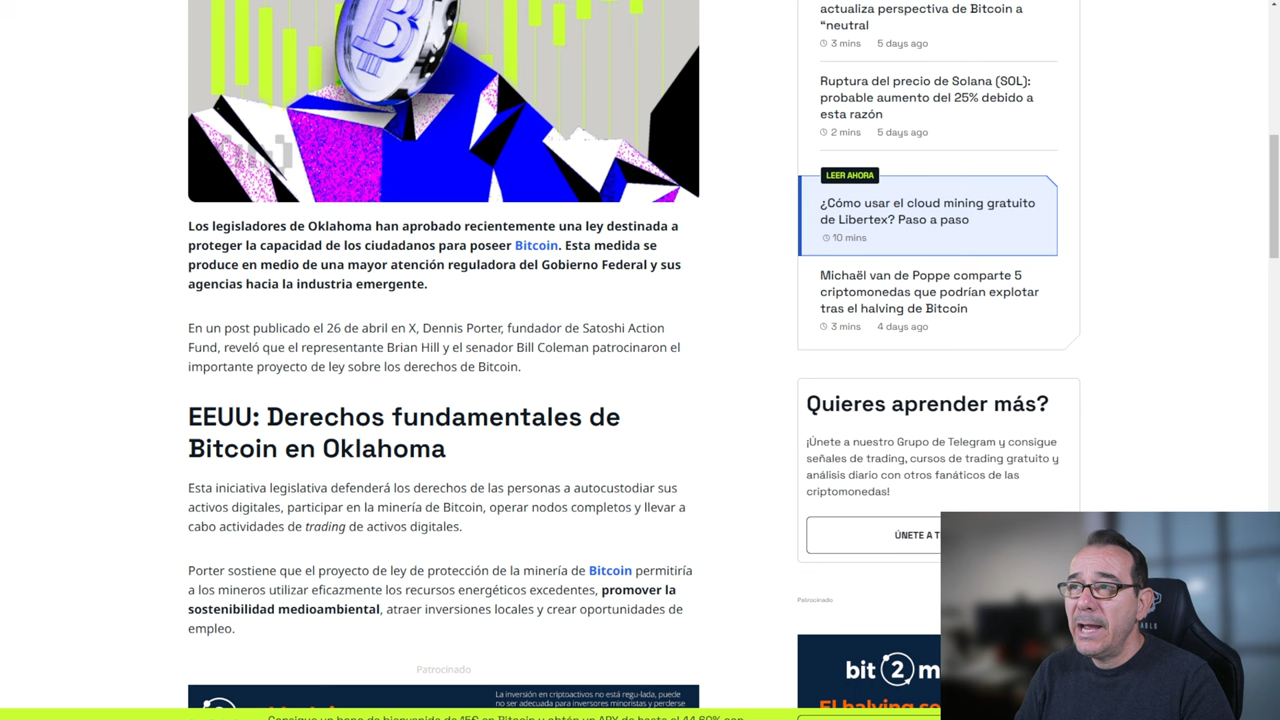 Los legisladores de Oklahoma han aprobado recientemente una ley destinada a
proteger la capacidad de los ciudadanos para poseer Bitcoin. Esta medida se
produce en medio de una mayor atención reguladora del Gobierno Federal y sus
agencias hacia la industria emergente.
En un post publicado el 26 de abril en X, Dennis Porter, fundador de Satoshi Action
Fund, reveló que el representante Brian Hill y el senador Bill Coleman patrocinaron el
importante proyecto de ley sobre los derechos de Bitcoin.
EEUU: Derechos fundamentales de
Bitcoin en Oklahoma
Esta iniciativa legislativa defenderá los derechos de las personas a autocustodiar sus
activos digitales, participar en la minería de Bitcoin, operar nodos completos y llevar a
cabo actividades de trading de activos digitales.
Porter sostiene que el proyecto de ley de protección de la minería de Bitcoin permitiría
a los mineros utilizar eficazmente los recursos energéticos excedentes, promover la
sostenibilidad medioambiental, atraer inversiones locales y crear oportunidades de
empleo.
Patrocinado
La inversión en criptoactivos no está regu-lada, puede
no ser adecuada para inversores minoristas y perderse
actualiza perspectiva de Bitcoin a
“neutral
3 mins 5 days ago
Ruptura del precio de Solana (SOL):
probable aumento del 25% debido a
esta razón
2 mins 5 days ago
LEER AHORA
¿Cómo usar el cloud mining gratuito
de Libertex? Paso a paso
10 mins
Michaël van de Poppe comparte 5
criptomonedas que podrían explotar
tras el halving de Bitcoin
3 mins 4 days ago
Quieres aprender más?
¡Únete a nuestro Grupo de Telegram y consigue
señales de trading, cursos de trading gratuito y
análisis diario con otros fanáticos de las
criptomonedas!
ÚNETE A T
Patrocinado
bit 2 m
El halving